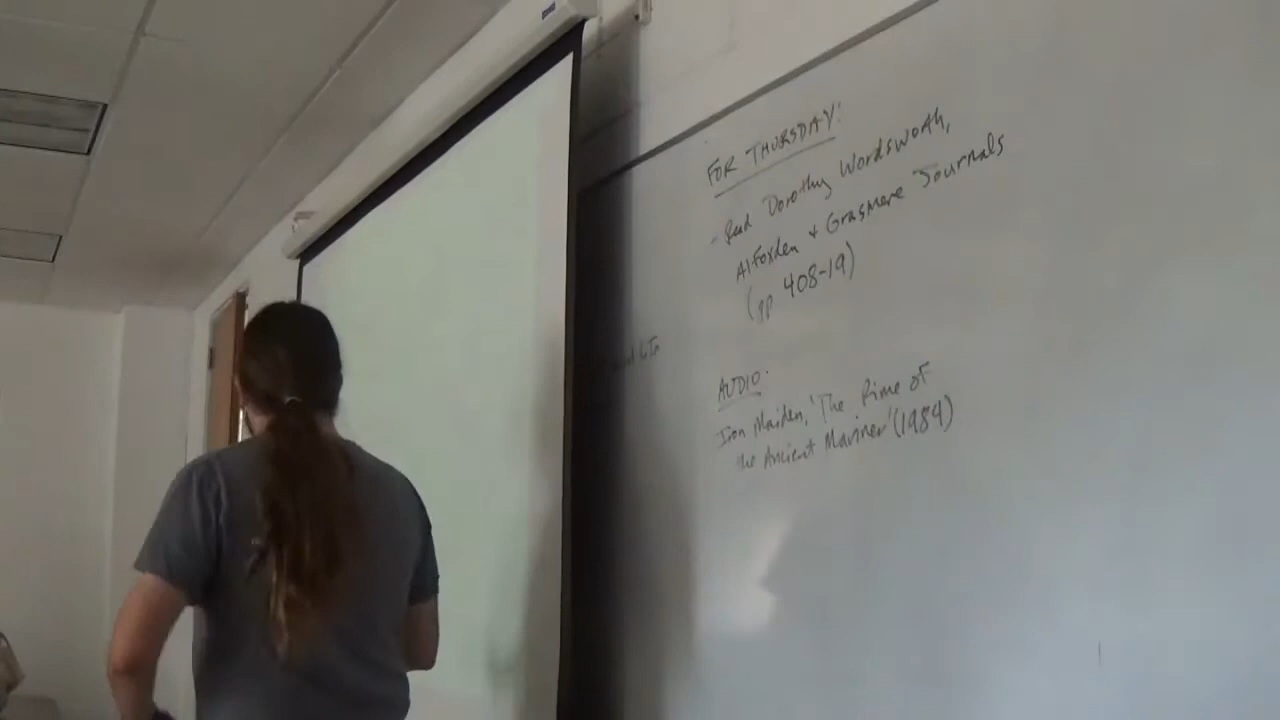 FOR THURSDAY:
- Read Dorothy Wordsworth,
Alfoxden + Grasmere Journals
(pp 408-19)
AUDIO:
Iron Maiden, 'The Rime of
the Ancient Mariner' (1984)